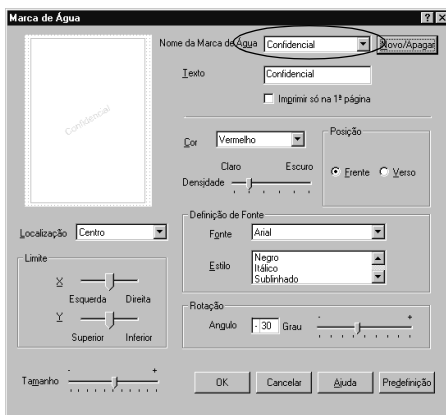 Marca de Água
Nome da Marca de Água Confidencial Novo/Apagar
Texto Confidencial
Imprimir só na 1ª página
Confidencial
Cor Vermelho
Posição
Claro Escuro
Densidade
Frente Verso
Localização Centro
Definição de Fonte
Fonte Arial
Estilo Negro
Itálico
Sublinhado
Limite
X
Esquerda Direita
Y
Superior Inferior
Rotação
Angulo - 30 Grau - +
Tamanho - +
OK Cancelar Ajuda Predefinição